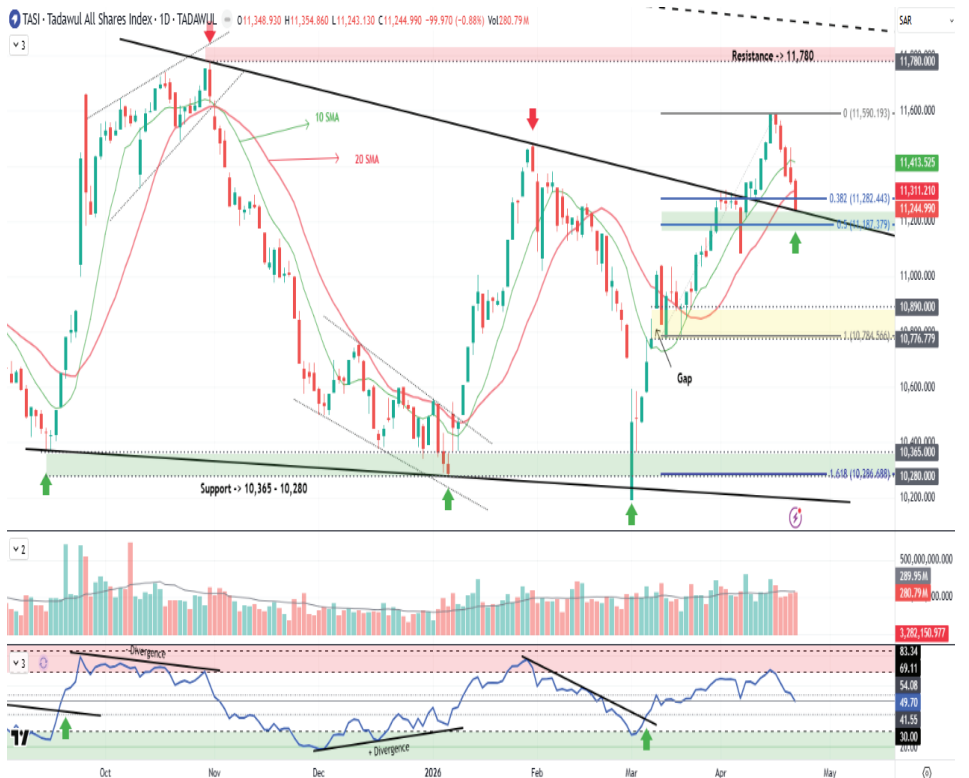 TASI · Tadawul All Shares Index · 1D · TADAWUL O11,348.930 H11,354.860 L11,243.130 C11,244.990 −99.970 (−0.88%) Vol280.79M
SAR
3
Resistance -> 11,780
11,780.000
10 SMA
20 SMA
11,600.000
0 (11,590.193)
11,413.525
11,311.210
0.382 (11,282.443)
11,244.990
11,200.000
0.5 (11,187.379)
11,000.000
10,890.000
1 (10,784.566)
10,776.779
Gap
10,600.000
10,400.000
10,365.000
1.618 (10,286.688)
10,280.000
Support -> 10,365 - 10,280
10,200.000
2
500,000,000.000
289.95M
280.79M
3,282,150.977
3
- Divergence
83.34
69.11
54.08
49.70
41.55
30.00
20.00
+ Divergence
Oct Nov Dec 2026 Feb Mar Apr May